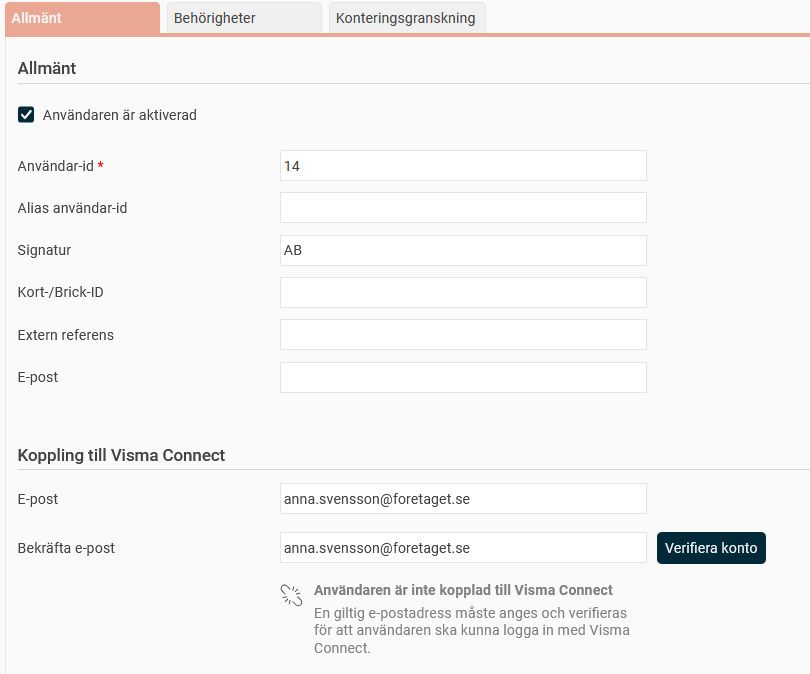 Allmänt
Behörigheter
Konteringsgranskning
Allmänt
Användaren är aktiverad
Användar-id *
14
Alias användar-id
Signatur
AB
Kort-/Brick-ID
Extern referens
E-post
Koppling till Visma Connect
E-post
anna.svensson@foretaget.se
Bekräfta e-post
anna.svensson@foretaget.se
Verifiera konto
Användaren är inte kopplad till Visma Connect
En giltig e-postadress måste anges och verifieras
för att användaren ska kunna logga in med Visma
Connect.